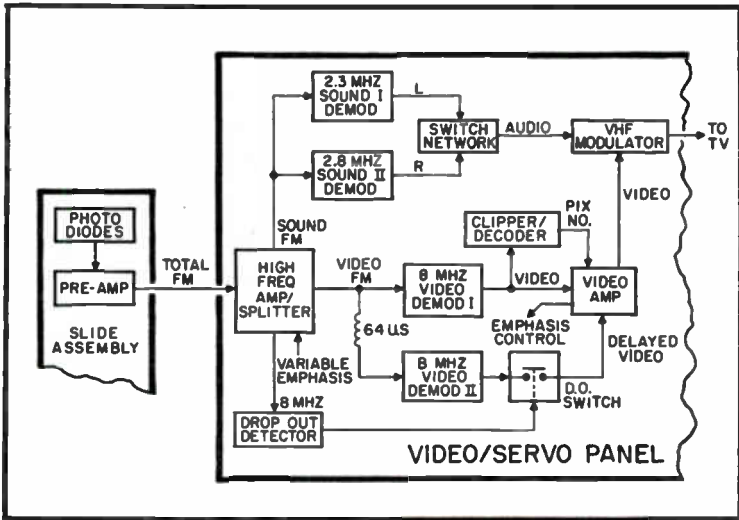 2.3 MHZ
SOUND I
DEMOD
L
SWITCH
NETWORK
AUDIO
VHF
MODULATOR
TO
TV
2.8 MHZ
SOUND II
DEMOD
R
VIDEO
PHOTO
DIODES
PRE-AMP
SLIDE
ASSEMBLY
TOTAL
FM
SOUND
FM
HIGH
FREQ
AMP/
SPLITTER
VIDEO
FM
CLIPPER/
DECODER
PIX
NO.
8 MHZ
VIDEO
DEMOD I
VIDEO
VIDEO
AMP
64 US
EMPHASIS
CONTROL
DELAYED
VIDEO
VARIABLE
EMPHASIS
8 MHZ
VIDEO
DEMOD II
D.O.
SWITCH
8 MHZ
DROP OUT
DETECTOR
VIDEO/SERVO PANEL